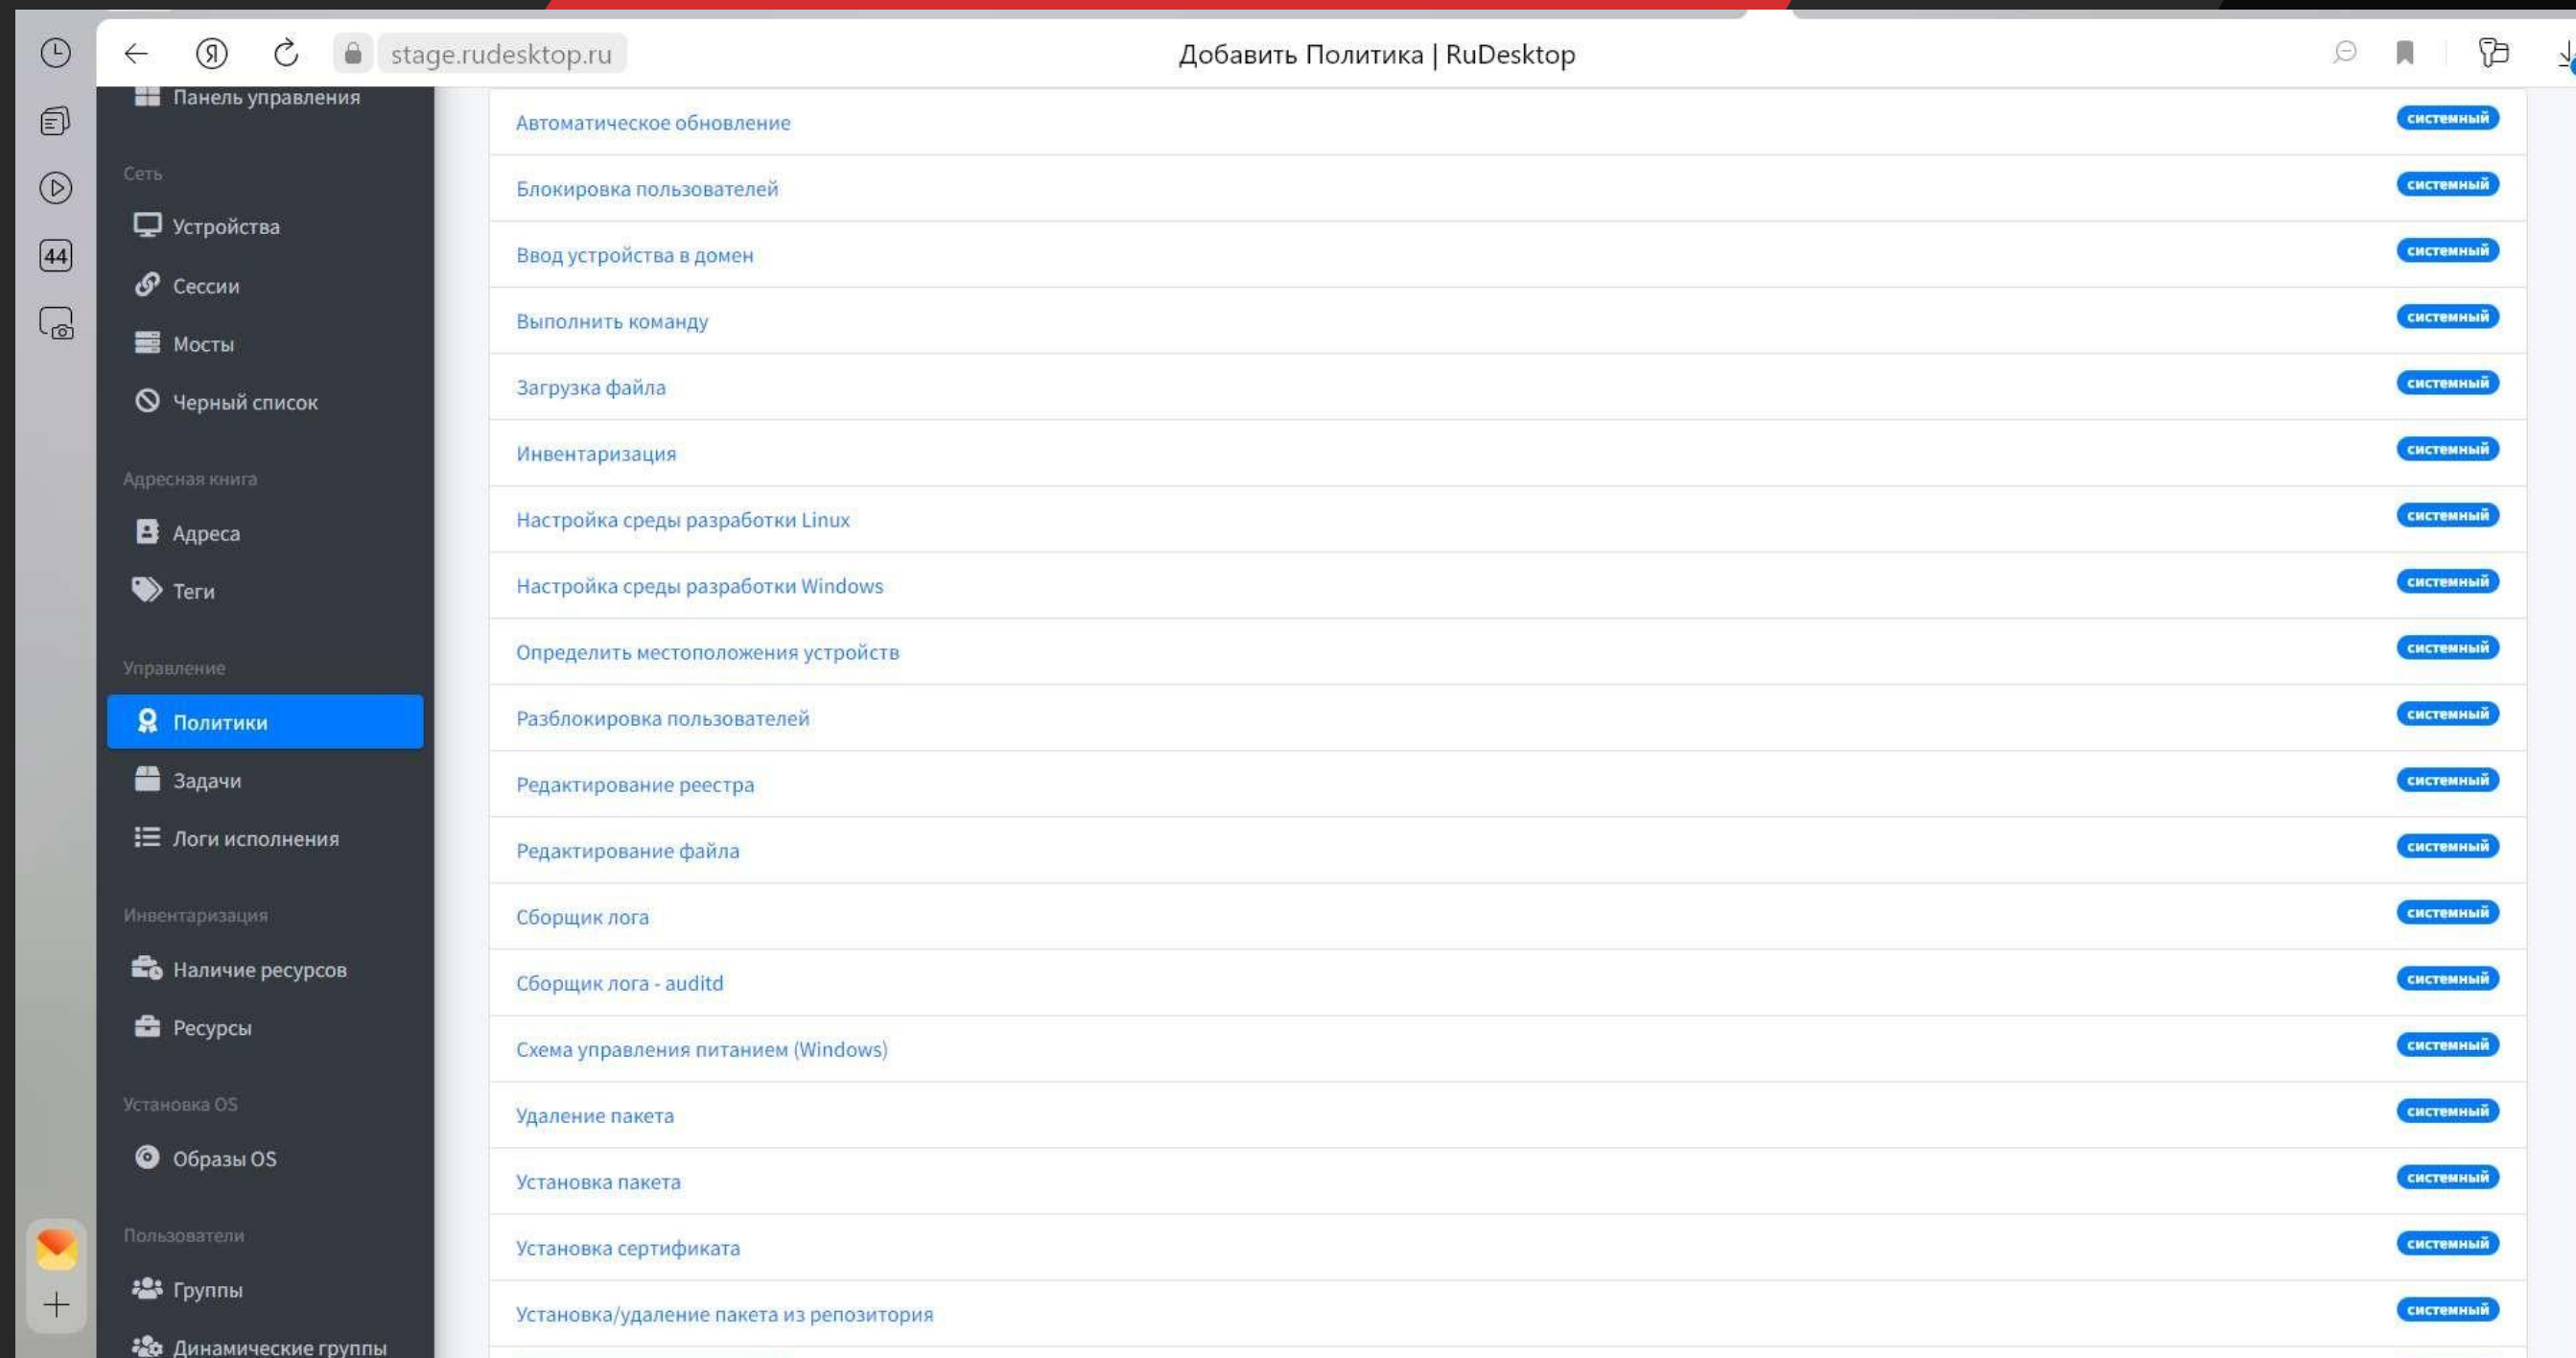 stage.rudesktop.ru
Добавить Политика | RuDesktop
44
Панель управления
Сеть
Устройства
Сессии
Мосты
Черный список
Адресная книга
Адреса
Теги
Управление
Политики
Задачи
Логи исполнения
Инвентаризация
Наличие ресурсов
Ресурсы
Установка OS
Образы OS
Пользователи
Группы
Динамические группы
Автоматическое обновление системный
Блокировка пользователей системный
Ввод устройства в домен системный
Выполнить команду системный
Загрузка файла системный
Инвентаризация системный
Настройка среды разработки Linux системный
Настройка среды разработки Windows системный
Определить местоположения устройств системный
Разблокировка пользователей системный
Редактирование реестра системный
Редактирование файла системный
Сборщик лога системный
Сборщик лога - auditd системный
Схема управления питанием (Windows) системный
Удаление пакета системный
Установка пакета системный
Установка сертификата системный
Установка/удаление пакета из репозитория системный